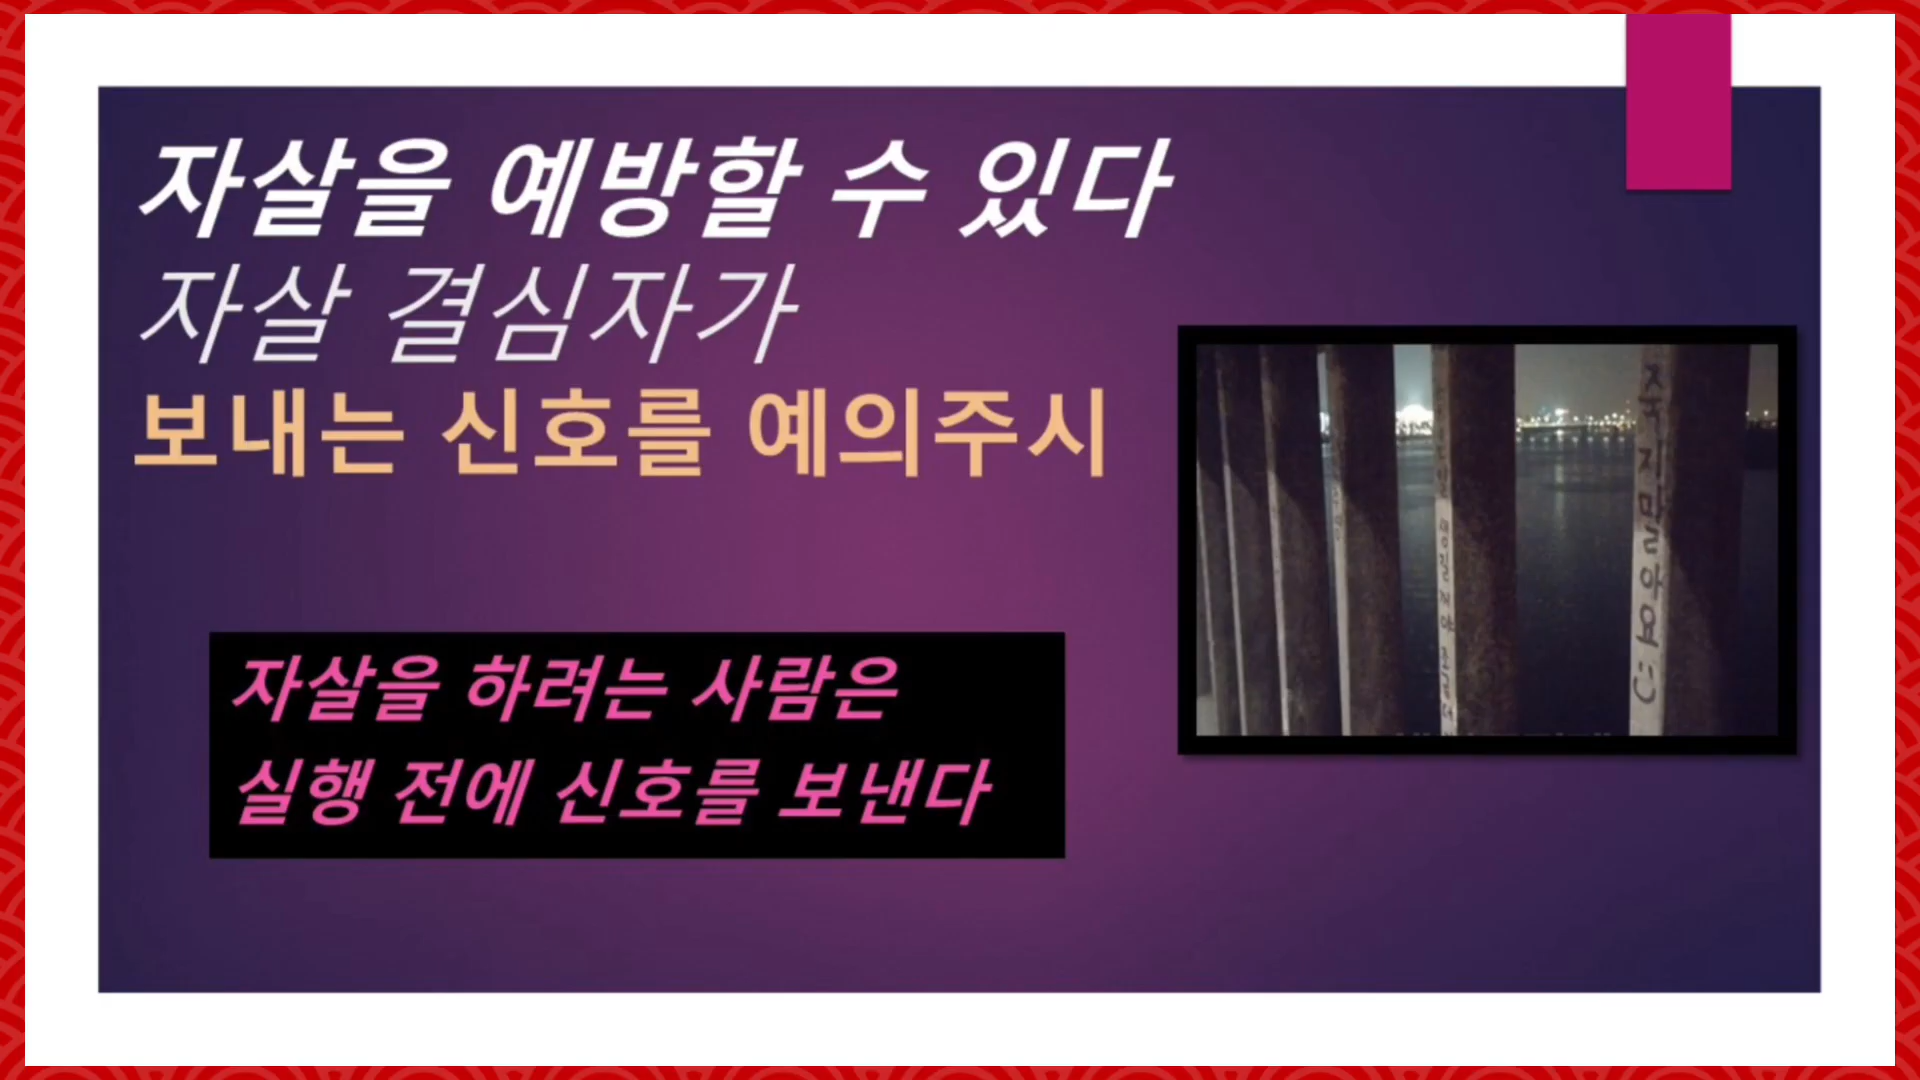 자살을 예방할 수 있다
자살 결심자가
보내는 신호를 예의주시
자살을 하려는 사람은
실행 전에 신호를 보낸다
죽지말우여